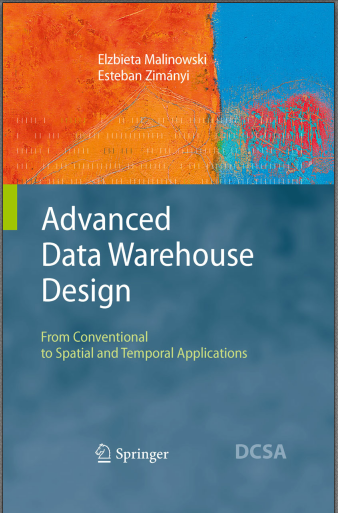 Elzbieta Malinowski
Esteban Zimányi
Advanced
Data Warehouse
Design
From Conventional
to Spatial and Temporal Applications
Springer
DCSA